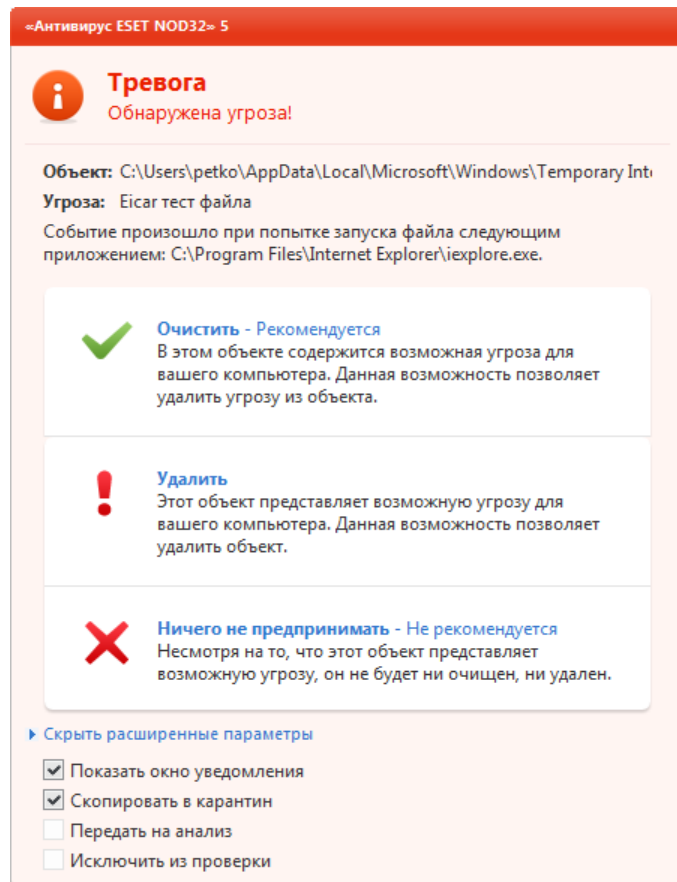 «Антивирус ESET NOD32» 5
Тревога
Обнаружена угроза!
Объект: C:\Users\petko\AppData\Local\Microsoft\Windows\Temporary Inte
Угроза: Eicar тест файла
Событие произошло при попытке запуска файла следующим
приложением: C:\Program Files\Internet Explorer\iexplore.exe.
Очистить - Рекомендуется
В этом объекте содержится возможная угроза для
вашего компьютера. Данная возможность позволяет
удалить угрозу из объекта.
Удалить
Этот объект представляет возможную угрозу для
вашего компьютера. Данная возможность позволяет
удалить объект.
Ничего не предпринимать - Не рекомендуется
Несмотря на то, что этот объект представляет
возможную угрозу, он не будет ни очищен, ни удален.
Скрыть расширенные параметры
Показать окно уведомления
Скопировать в карантин
Передать на анализ
Исключить из проверки